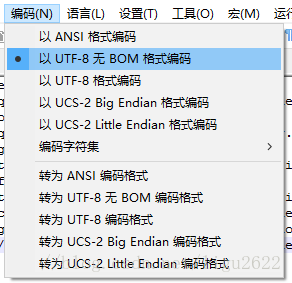 编码(N) 语言(L) 设置(T) 工具(O) 宏(M) 运行
以 ANSI 格式编码
以 UTF-8 无 BOM 格式编码
以 UTF-8 格式编码
以 UCS-2 Big Endian 格式编码
以 UCS-2 Little Endian 格式编码
编码字符集
转为 ANSI 编码格式
转为 UTF-8 无 BOM 编码格式
转为 UTF-8 编码格式
转为 UCS-2 Big Endian 编码格式
转为 UCS-2 Little Endian 编码格式